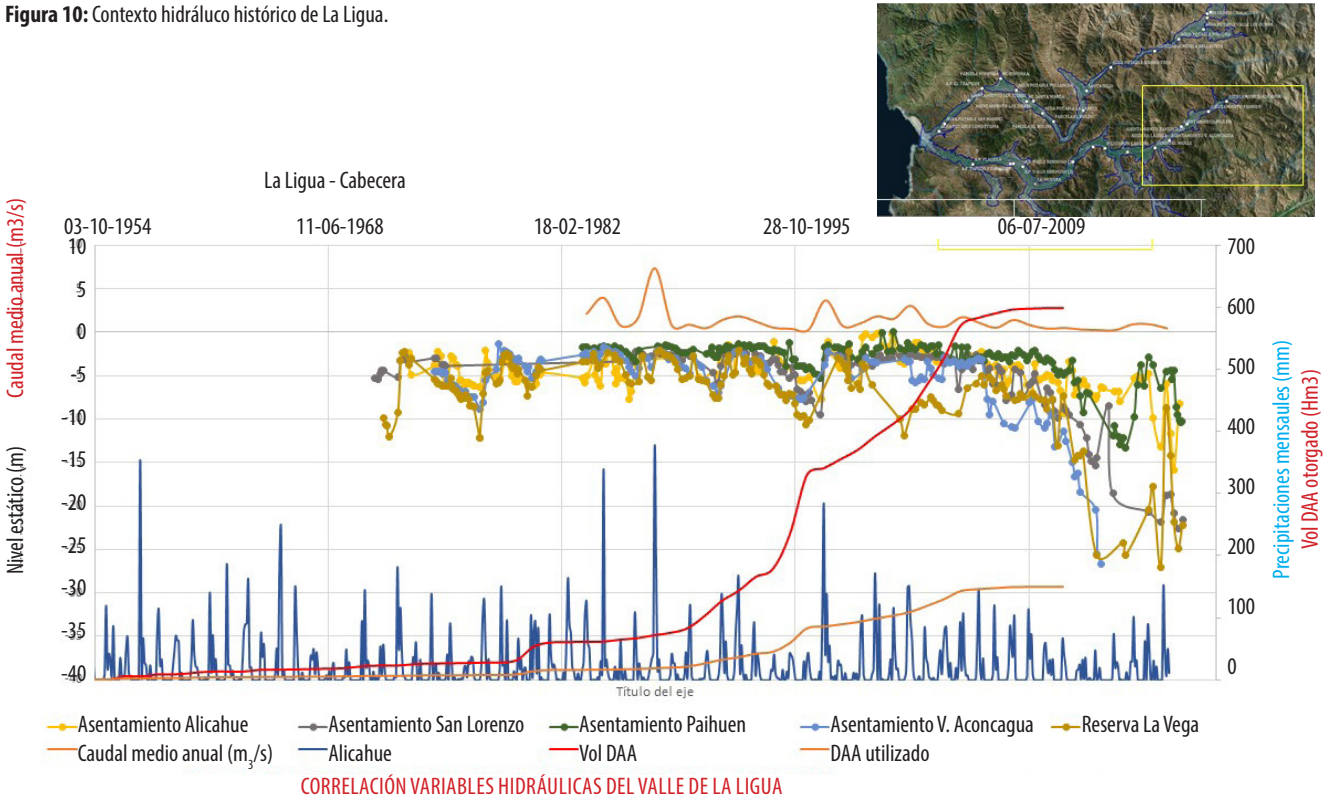 Figura 10: Contexto hidráluco histórico de La Ligua.
La Ligua - Cabecera
03-10-1954 11-06-1968 18-02-1982 28-10-1995 06-07-2009
Caudal medio anual (m3/s)
Nivel estático (m)
10
5
0
-5
-10
-15
-20
-25
-30
-35
-40
700
600
500
400
300
200
100
0
Precipitaciones mensaules (mm)
Vol DAA otorgado (Hm3)
Título del eje
Asentamiento Alicahue Asentamiento San Lorenzo Asentamiento Paihuen Asentamiento V. Aconcagua Reserva La Vega
Caudal medio anual (m3/s) Alicahue Vol DAA DAA utilizado
CORRELACIÓN VARIABLES HIDRÁULICAS DEL VALLE DE LA LIGUA